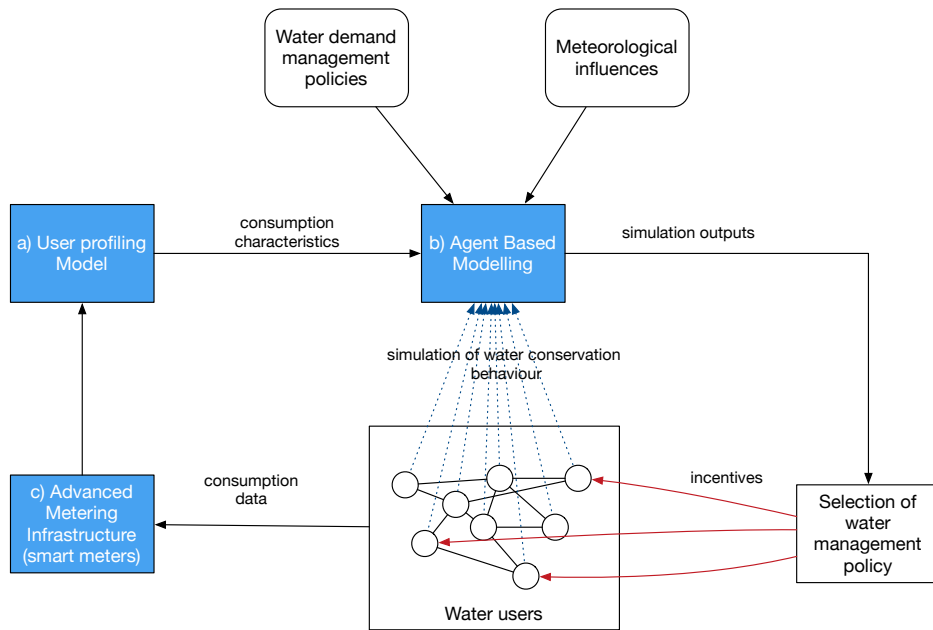 Water demand
management
policies
Meteorological
influences
a) User profiling
Model
consumption
characteristics
b) Agent Based
Modelling
simulation outputs
simulation of water conservation
behaviour
c) Advanced
Metering
Infrastructure
(smart meters)
consumption
data
incentives
Selection of
water
management
policy
Water users